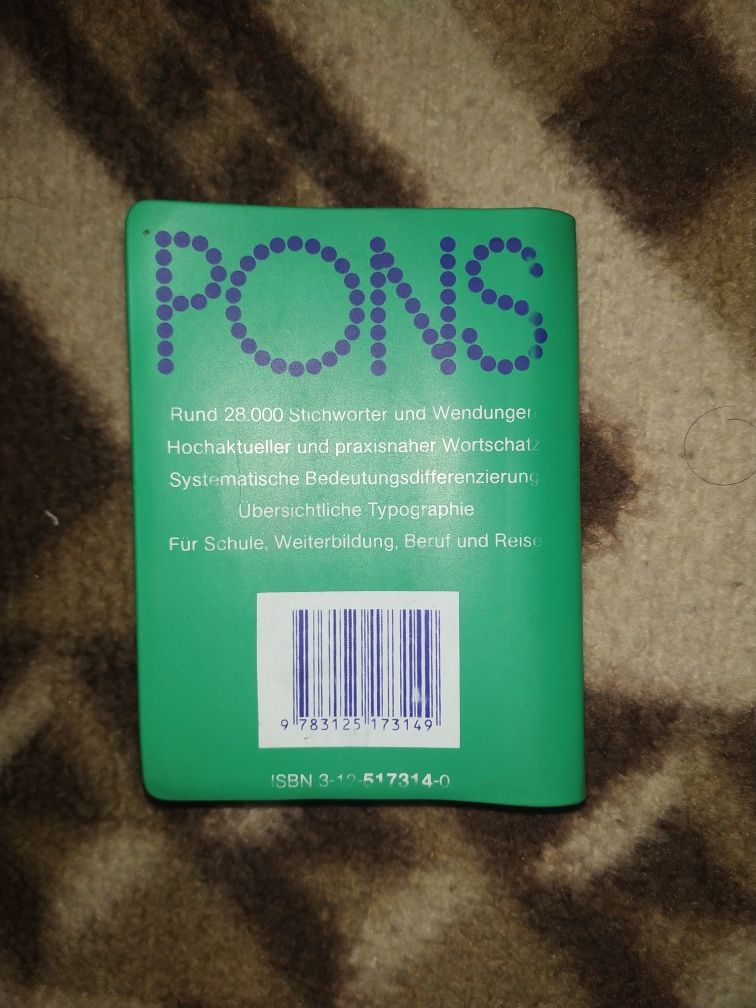 PONS
Rund 28.000 Stichwörter und Wendungen
Hochaktueller und praxisnaher Wortschatz
Systematische Bedeutungsdifferenzierung
Übersichtliche Typographie
Für Schule, Weiterbildung, Beruf und Reise
9 783125 173149
ISBN 3-12-517314-0